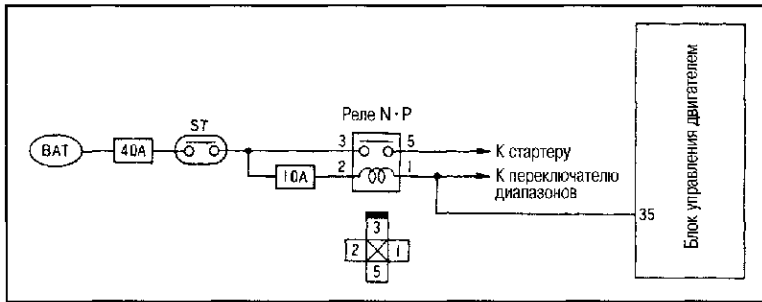 Реле N·P
ST
BAT
40A
3
5
К стартеру
10A
2
1
К переключателю
диапазонов
35
Блок управления двигателем
3
2
1
5